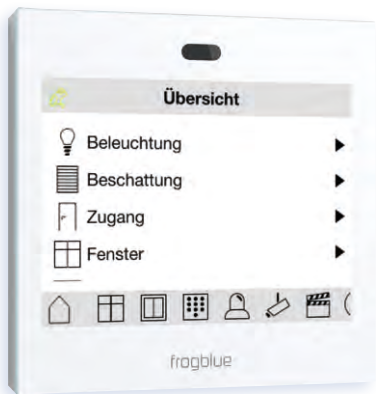 Übersicht
Beleuchtung
Beschattung
Zugang
Fenster
frogblue